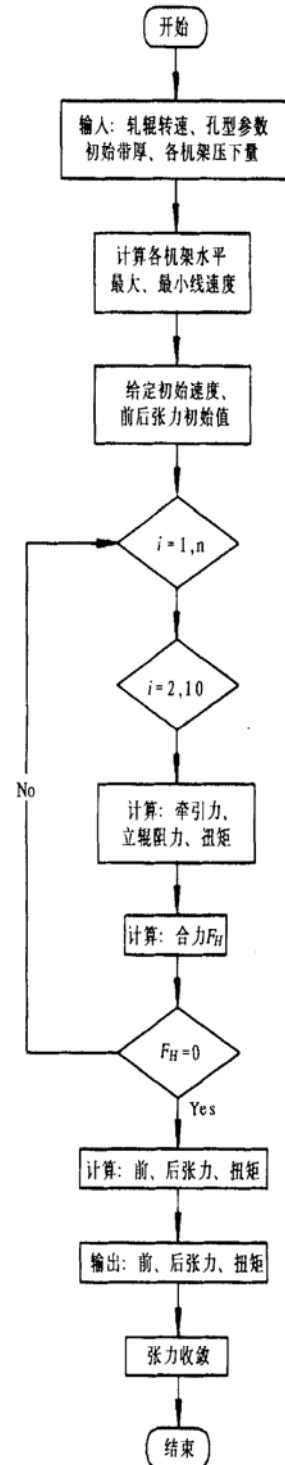 开始
输入: 轧辊转速、孔型参数
初始带厚、各机架压下量
计算各机架水平
最大、最小线速度
给定初始速度、
前后张力初始值
i=1,n
i=2,10
No
计算: 牵引力、
立辊阻力、扭矩
计算: 合力F_H
F_H=0
Yes
计算: 前、后张力、扭矩
输出: 前、后张力、扭矩
张力收敛
结束